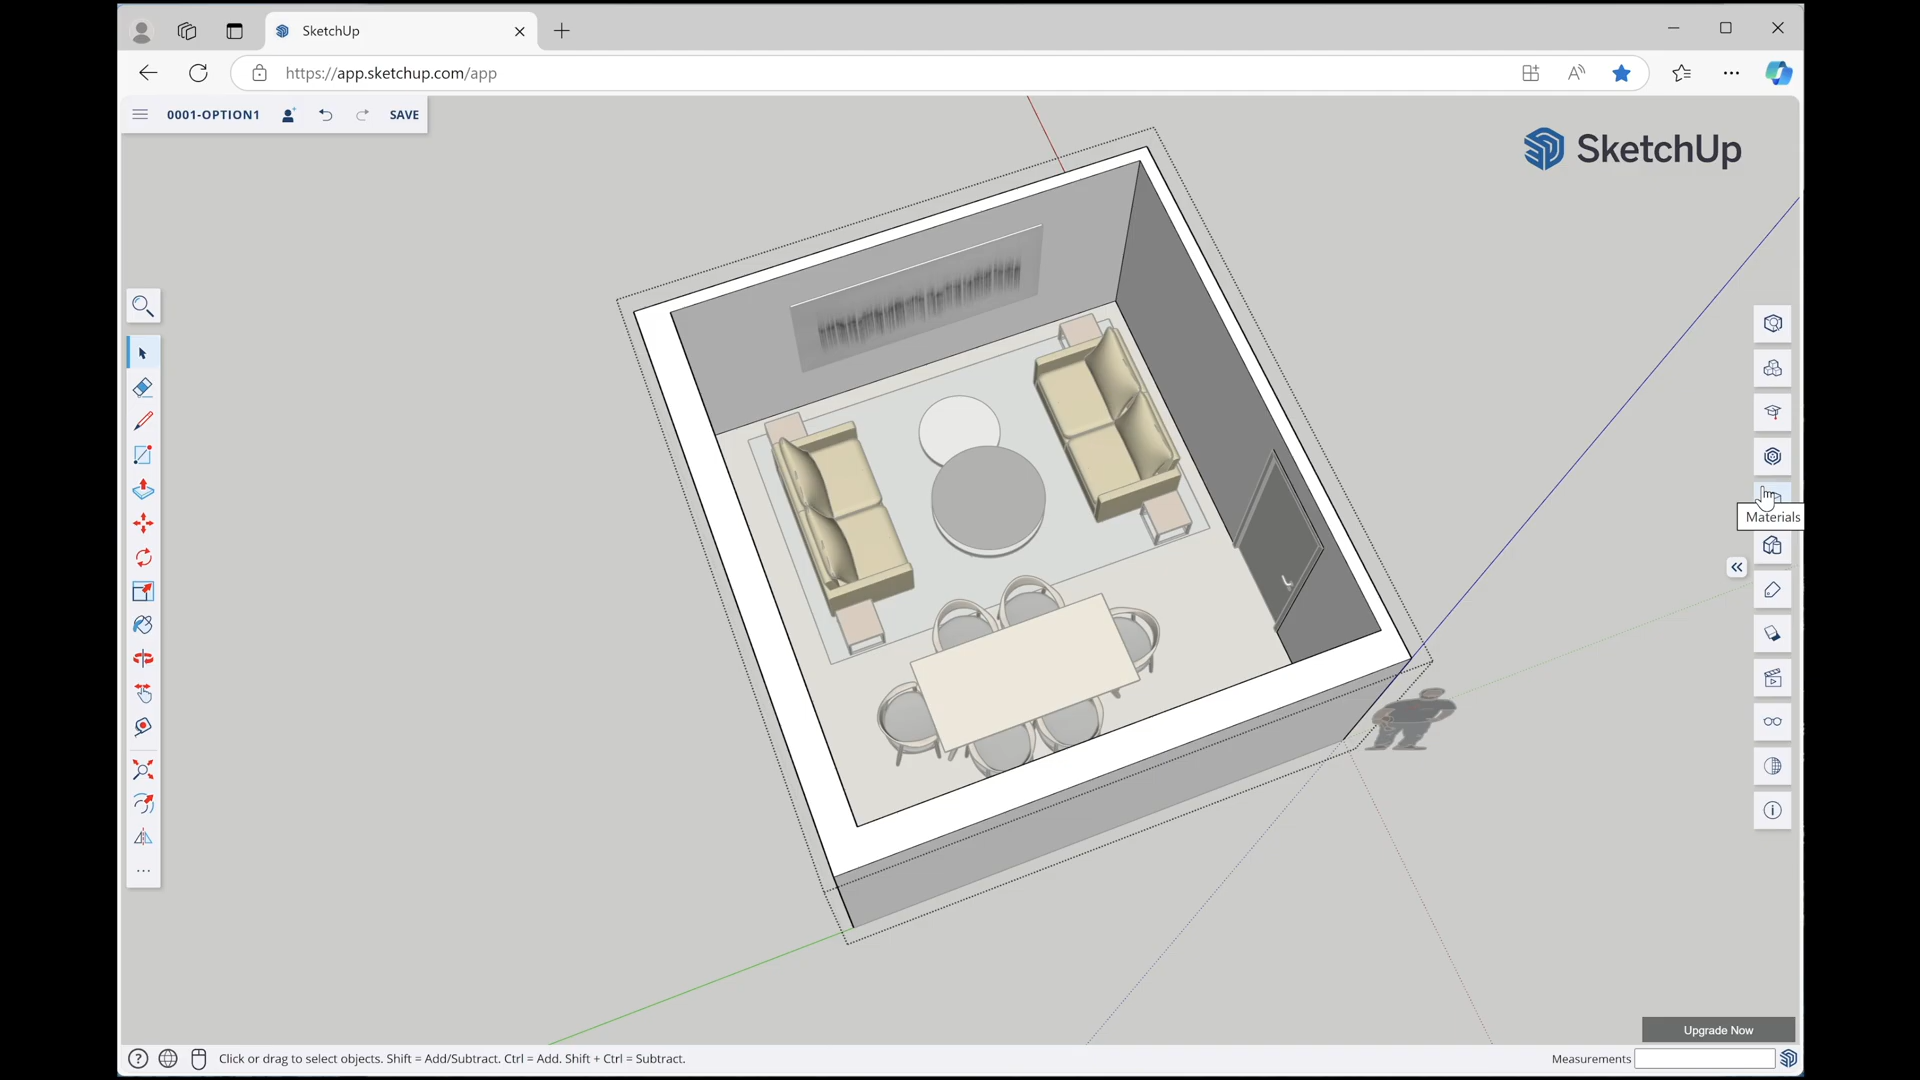 SketchUp
https://app.sketchup.com/app
0001-OPTION1
SAVE
SketchUp
Materials
Upgrade Now
Click or drag to select objects. Shift = Add/Subtract. Ctrl = Add. Shift + Ctrl = Subtract.
Measurements